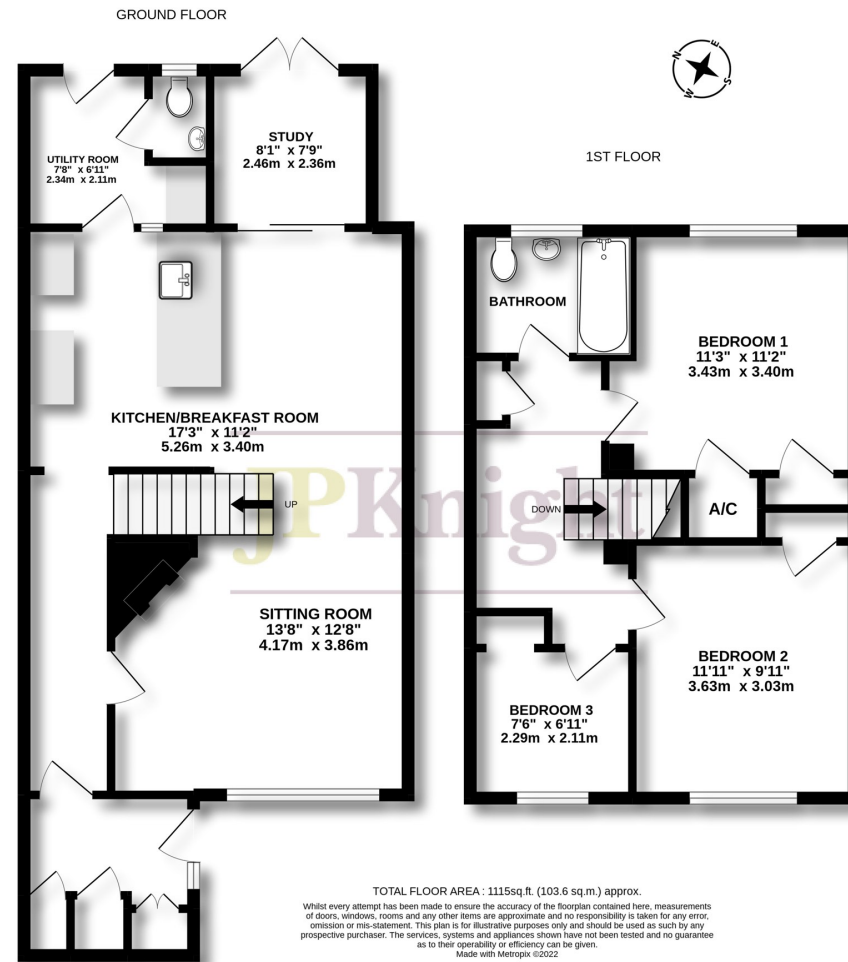 GROUND FLOOR
N
E
S
W
STUDY
8'1" x 7'9"
2.46m x 2.36m
UTILITY ROOM
7'8" x 6'11"
2.34m x 2.11m
1ST FLOOR
BATHROOM
BEDROOM 1
11'3" x 11'2"
3.43m x 3.40m
KITCHEN/BREAKFAST ROOM
17'3" x 11'2"
5.26m x 3.40m
JPKnight
UP
DOWN
A/C
SITTING ROOM
13'8" x 12'8"
4.17m x 3.86m
BEDROOM 2
11'11" x 9'11"
3.63m x 3.03m
BEDROOM 3
7'6" x 6'11"
2.29m x 2.11m
TOTAL FLOOR AREA : 1115sq.ft. (103.6 sq.m.) approx.
Whilst every attempt has been made to ensure the accuracy of the floorplan contained here, measurements
of doors, windows, rooms and any other items are approximate and no responsibility is taken for any error,
omission or mis-statement. This plan is for illustrative purposes only and should be used as such by any
prospective purchaser. The services, systems and appliances shown have not been tested and no guarantee
as to their operability or efficiency can be given.
Made with Metropix ©2022